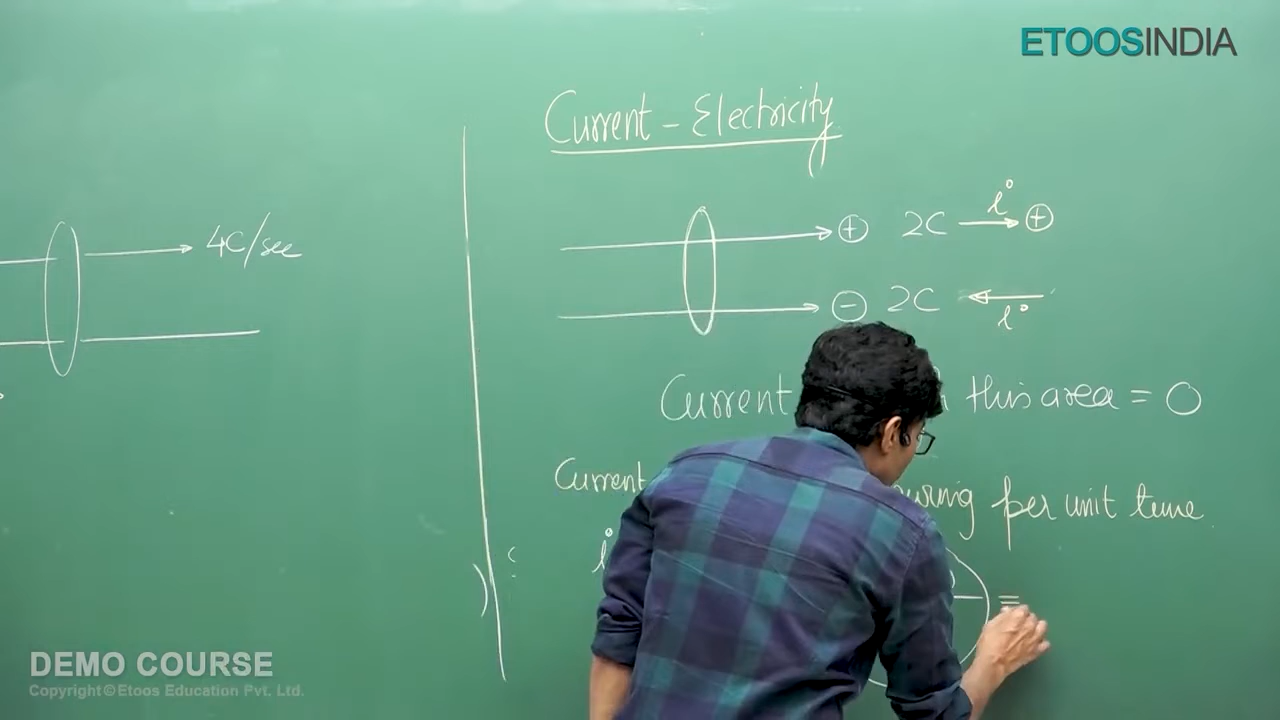 ETOOSINDIA
Current - Electricity
4C/sec
⊕ 2C i ⊕
⊖ 2C i
Current this area = 0
Current per unit time
i =
DEMO COURSE
Copyright © Etoos Education Pvt. Ltd.